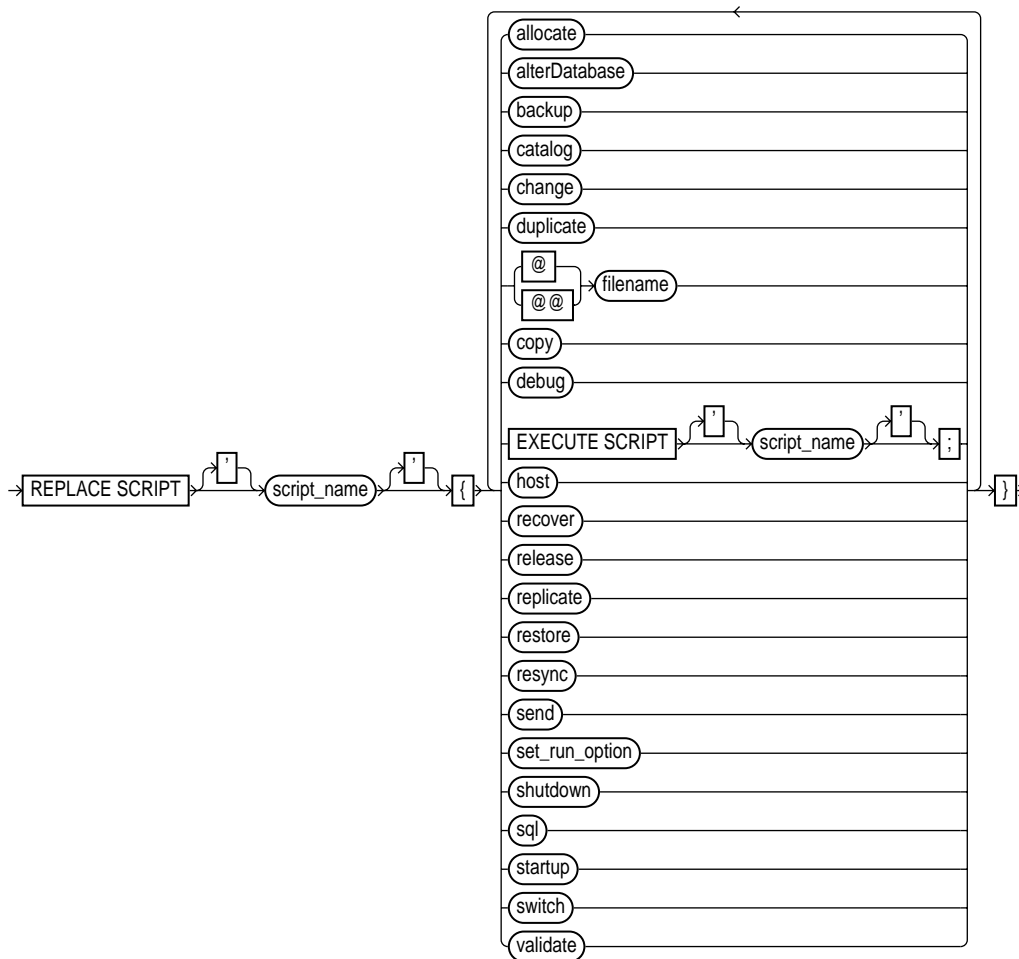 allocate
alterDatabase
backup
catalog
change
duplicate
@
filename
@@
copy
debug
EXECUTE SCRIPT ' script_name ' ;
REPLACE SCRIPT ' script_name ' { host }
recover
release
replicate
restore
resync
send
set_run_option
shutdown
sql
startup
switch
validate